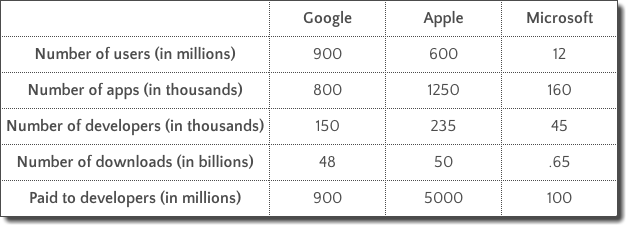 Google Apple Microsoft
Number of users (in millions) 900 600 12
Number of apps (in thousands) 800 1250 160
Number of developers (in thousands) 150 235 45
Number of downloads (in billions) 48 50 .65
Paid to developers (in millions) 900 5000 100